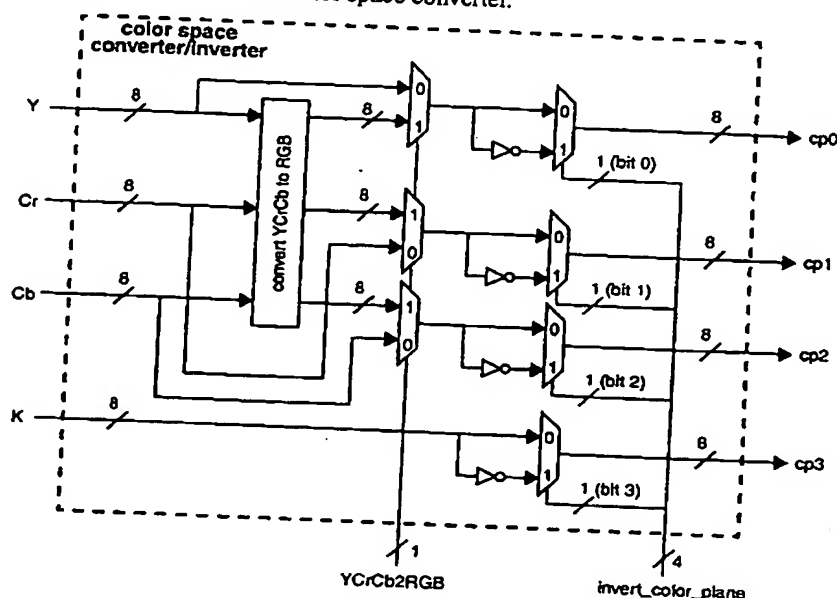 space converter.
color space
converter/inverter
Y
8
8
0
1
0
1
8
cp0
1 (bit 0)
convert YCrCb to RGB
Cr
8
8
1
0
0
1
8
cp1
1 (bit 1)
Cb
8
8
1
0
0
1
8
cp2
1 (bit 2)
K
8
0
1
8
cp3
1 (bit 3)
1
YCrCb2RGB
4
invert_color_plane